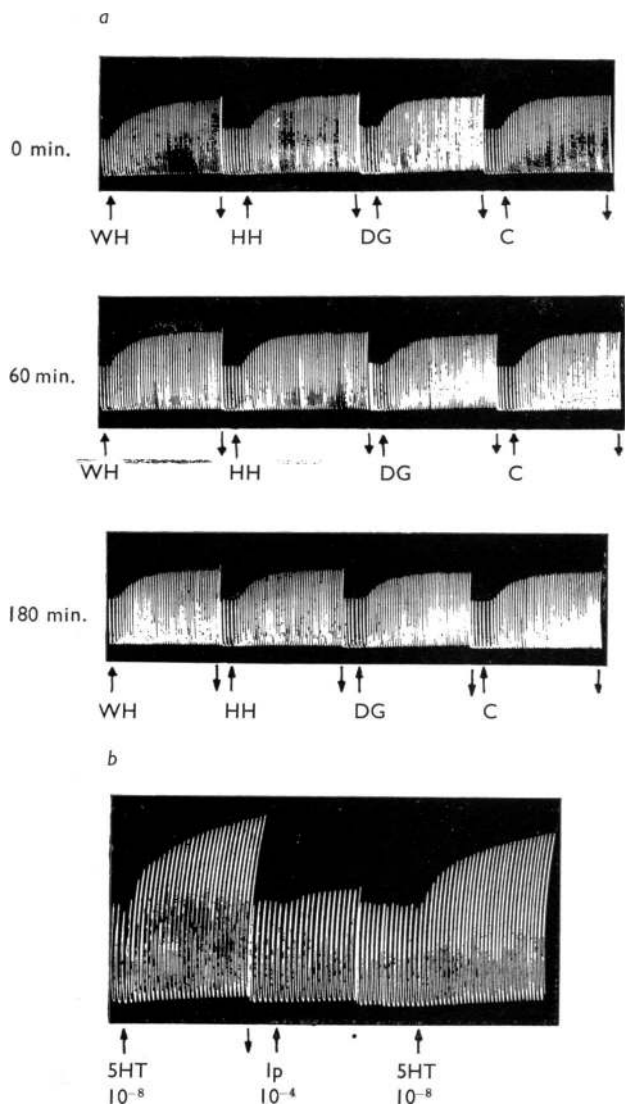 a
0 min.
WH HH DG C
60 min.
WH HH DG C
180 min.
WH HH DG C
b
5HT Ip 5HT
10⁻⁸ 10⁻⁴ 10⁻⁸